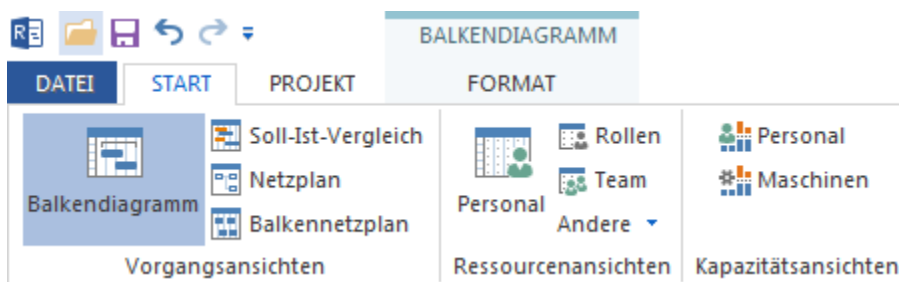 BALKENDIAGRAMM
DATEI START PROJEKT FORMAT
Balkendiagramm
Soll-Ist-Vergleich
Netzplan
Balkennetzplan
Vorgangsansichten
Personal
Rollen
Team
Andere
Ressourcenansichten
Personal
Maschinen
Kapazitätsansichten